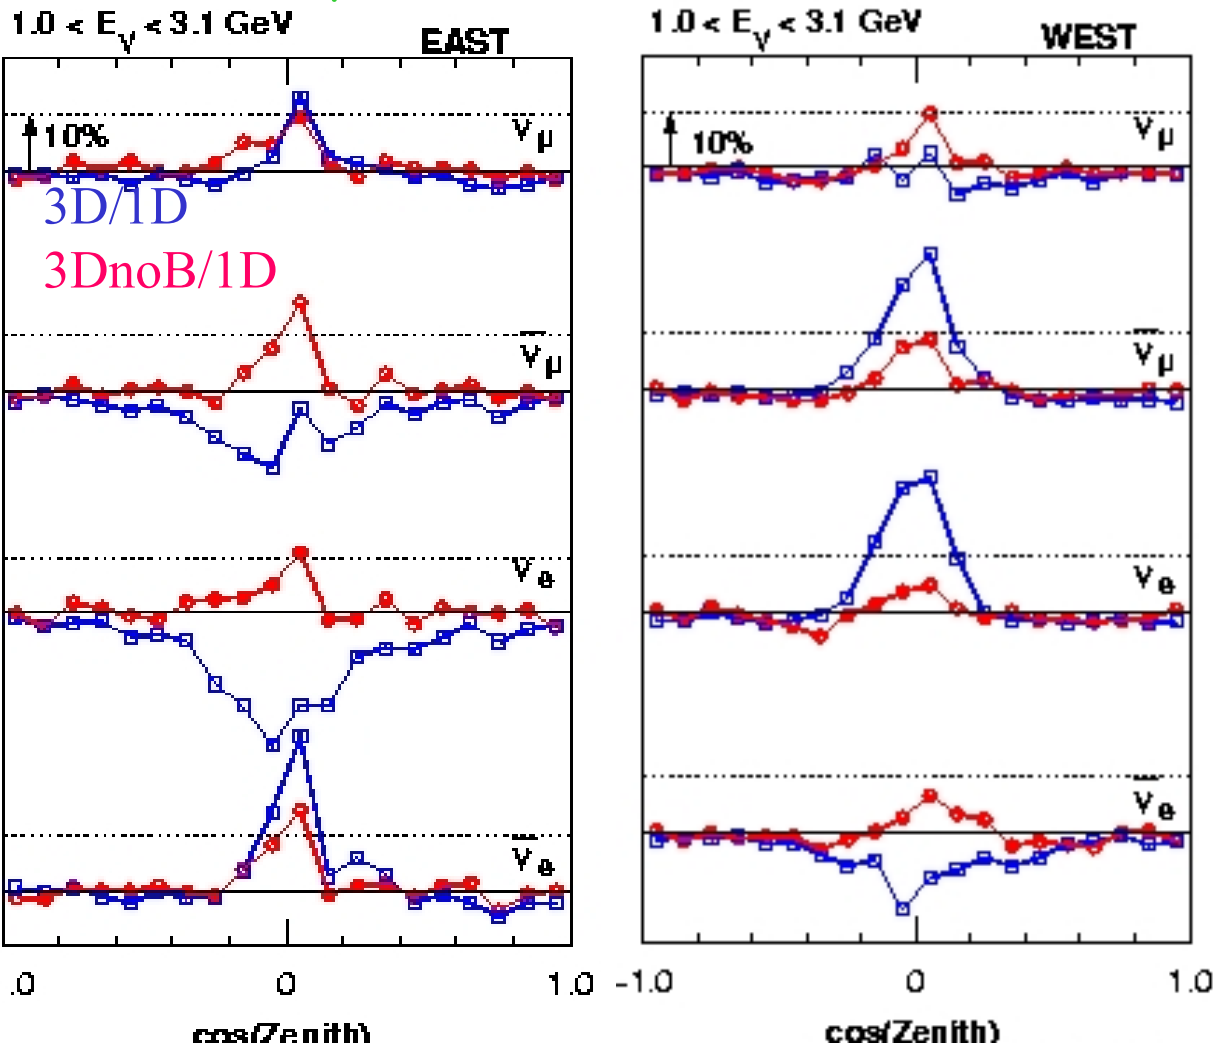 1.0 < Eν < 3.1 GeV
EAST
10%
νμ
3D/1D
3DnoB/1D
ν̅μ
νe
ν̅e
.0 0 1.0
cos(Zenith)
1.0 < Eν < 3.1 GeV
WEST
10%
νμ
ν̅μ
νe
ν̅e
-1.0 0 1.0
cos(Zenith)